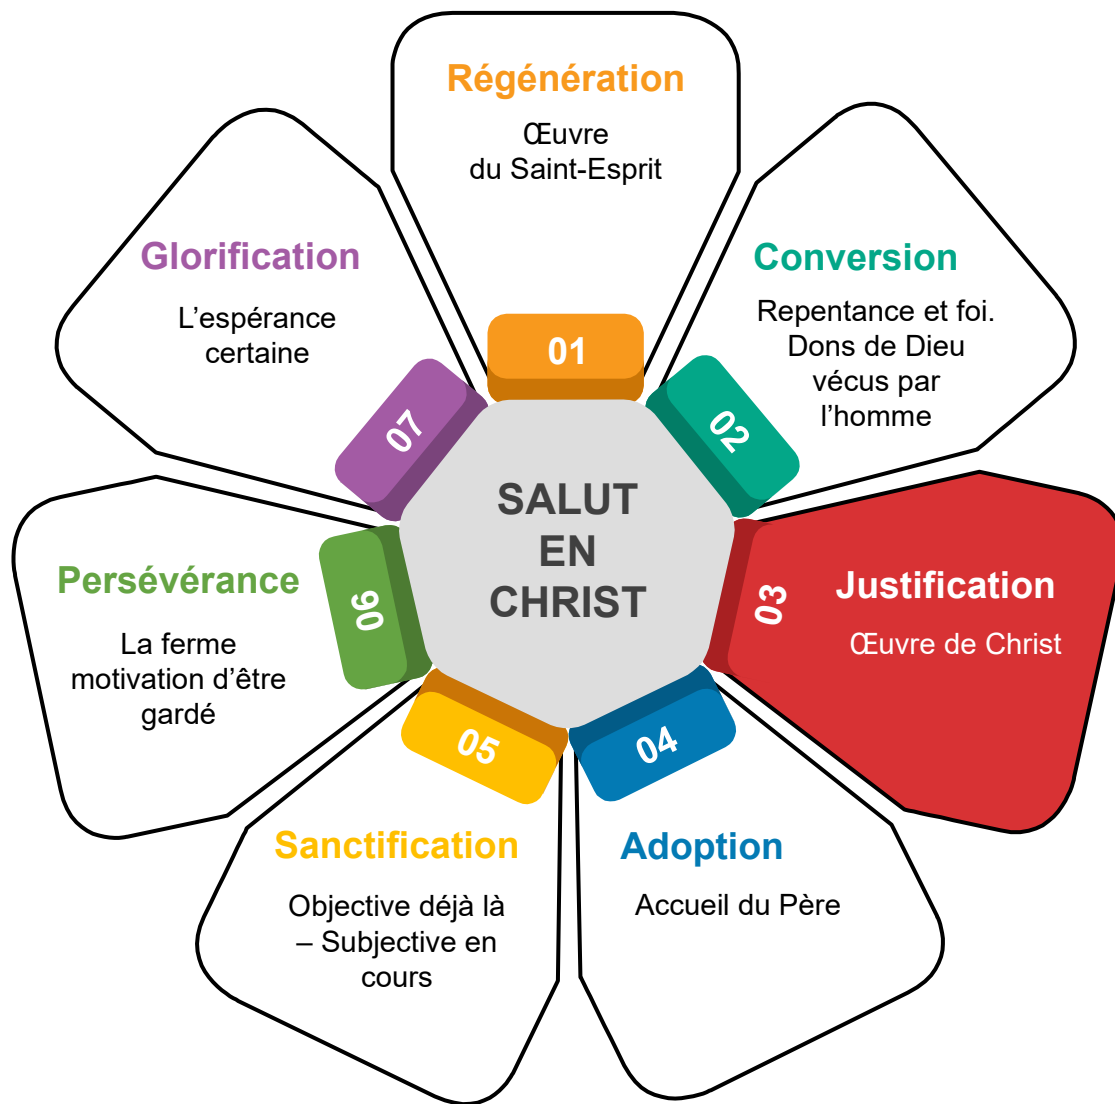 Régénération
Œuvre
du Saint-Esprit
01
Conversion
Repentance et foi.
Dons de Dieu
vécus par
l’homme
02
Justification
Œuvre de Christ
03
Adoption
Accueil du Père
04
Sanctification
Objective déjà là
– Subjective en
cours
05
Persévérance
La ferme
motivation d’être
gardé
06
Glorification
L’espérance
certaine
07
SALUT
EN
CHRIST